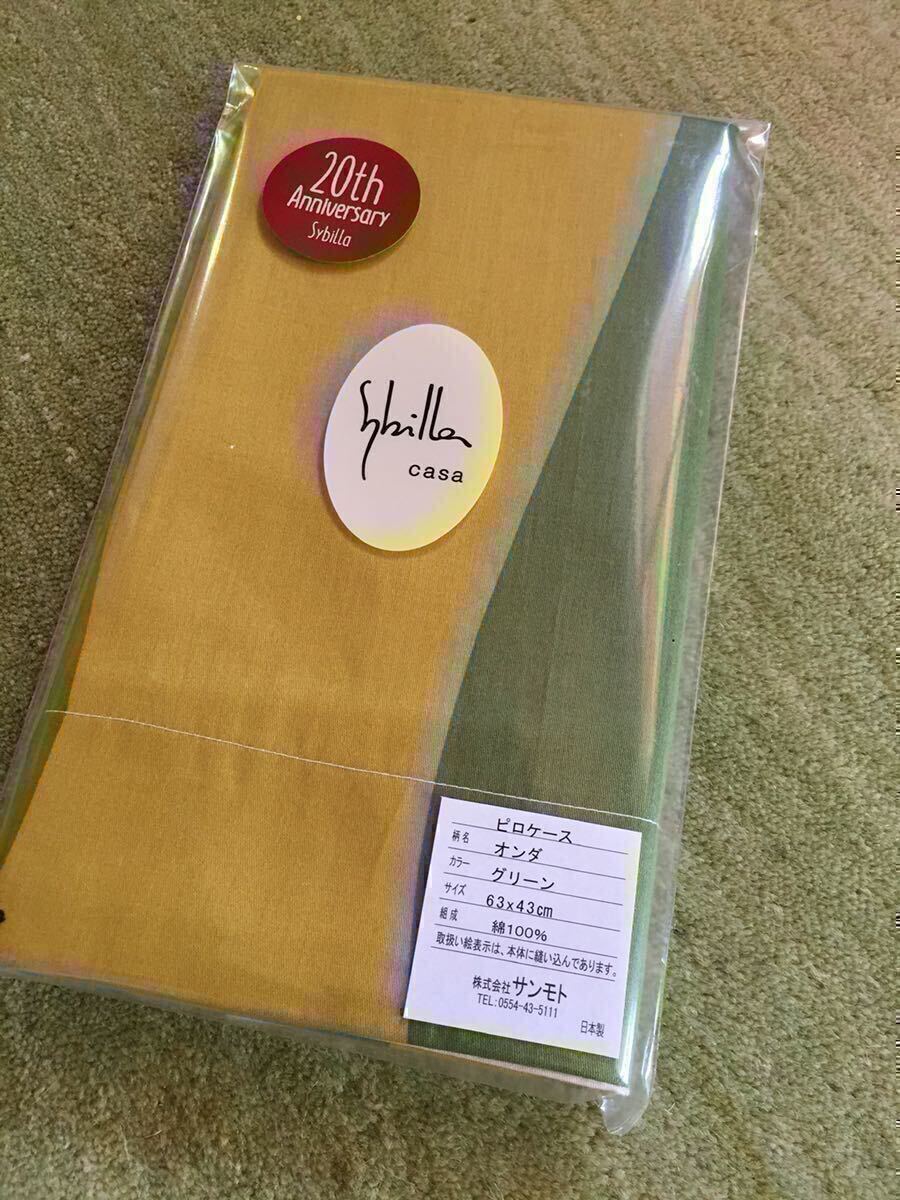 20th
Anniversary
Sybilla
Sybilla
casa
ピロケース
柄名 オンダ
カラー グリーン
サイズ 63x43cm
組成 綿100%
取扱い絵表示は、本体に縫い込んであります。
株式会社 サンモト
TEL:0554-43-5111
日本製